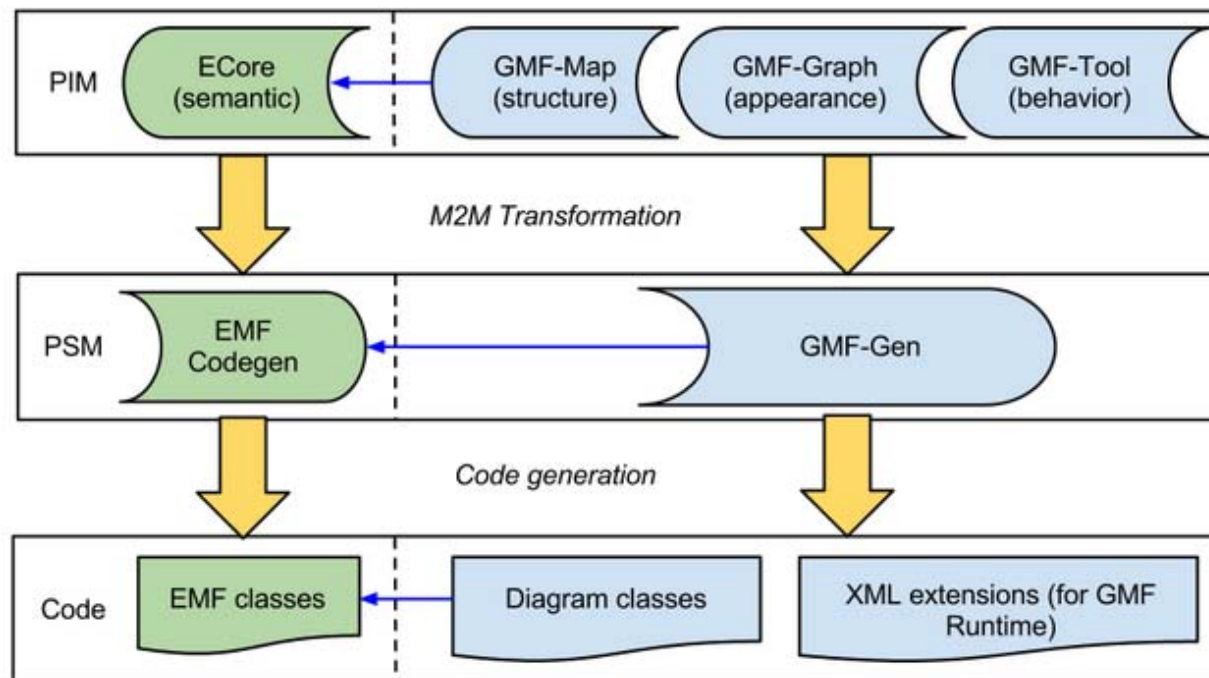 PIM
ECore
(semantic)
GMF-Map
(structure)
GMF-Graph
(appearance)
GMF-Tool
(behavior)
M2M Transformation
PSM
EMF
Codegen
GMF-Gen
Code generation
Code
EMF classes
Diagram classes
XML extensions (for GMF
Runtime)